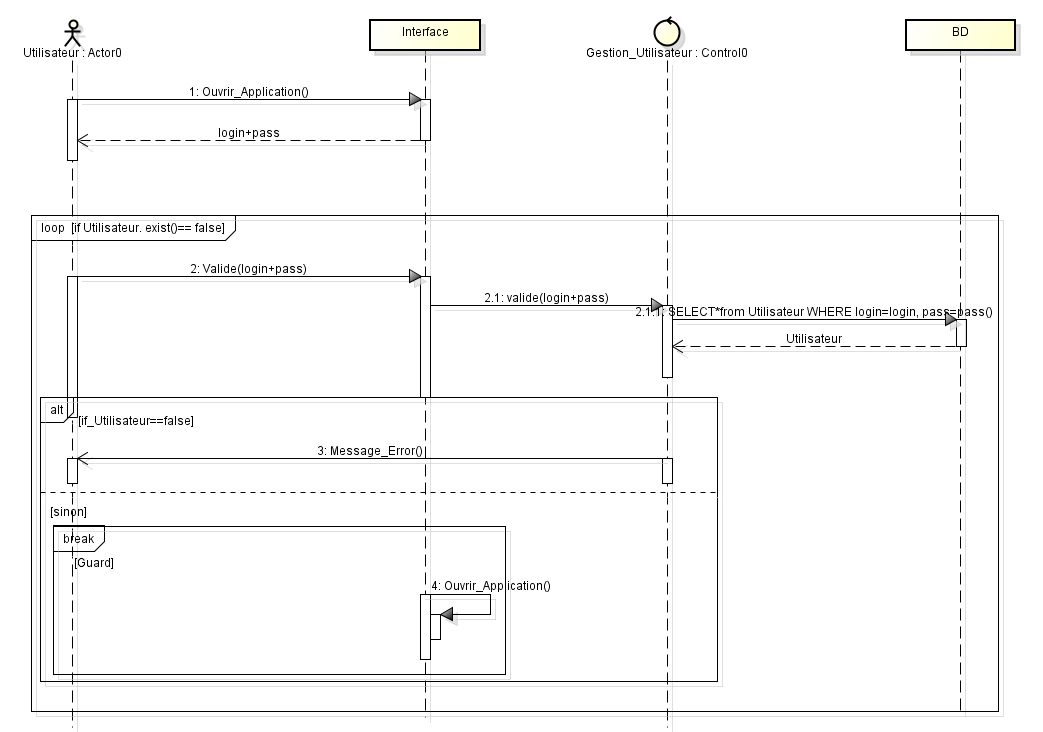 Utilisateur : Actor0
Interface
Gestion_Utilisateur : Control0
BD
1: Ouvrir_Application()
login+pass
loop [if Utilisateur. exist()== false]
2: Valide(login+pass)
2.1: valide(login+pass)
2.1.1: SELECT*from Utilisateur WHERE login=login, pass=pass()
Utilisateur
alt
[if_Utilisateur==false]
3: Message_Error()
[sinon]
break
[Guard]
4: Ouvrir_Application()